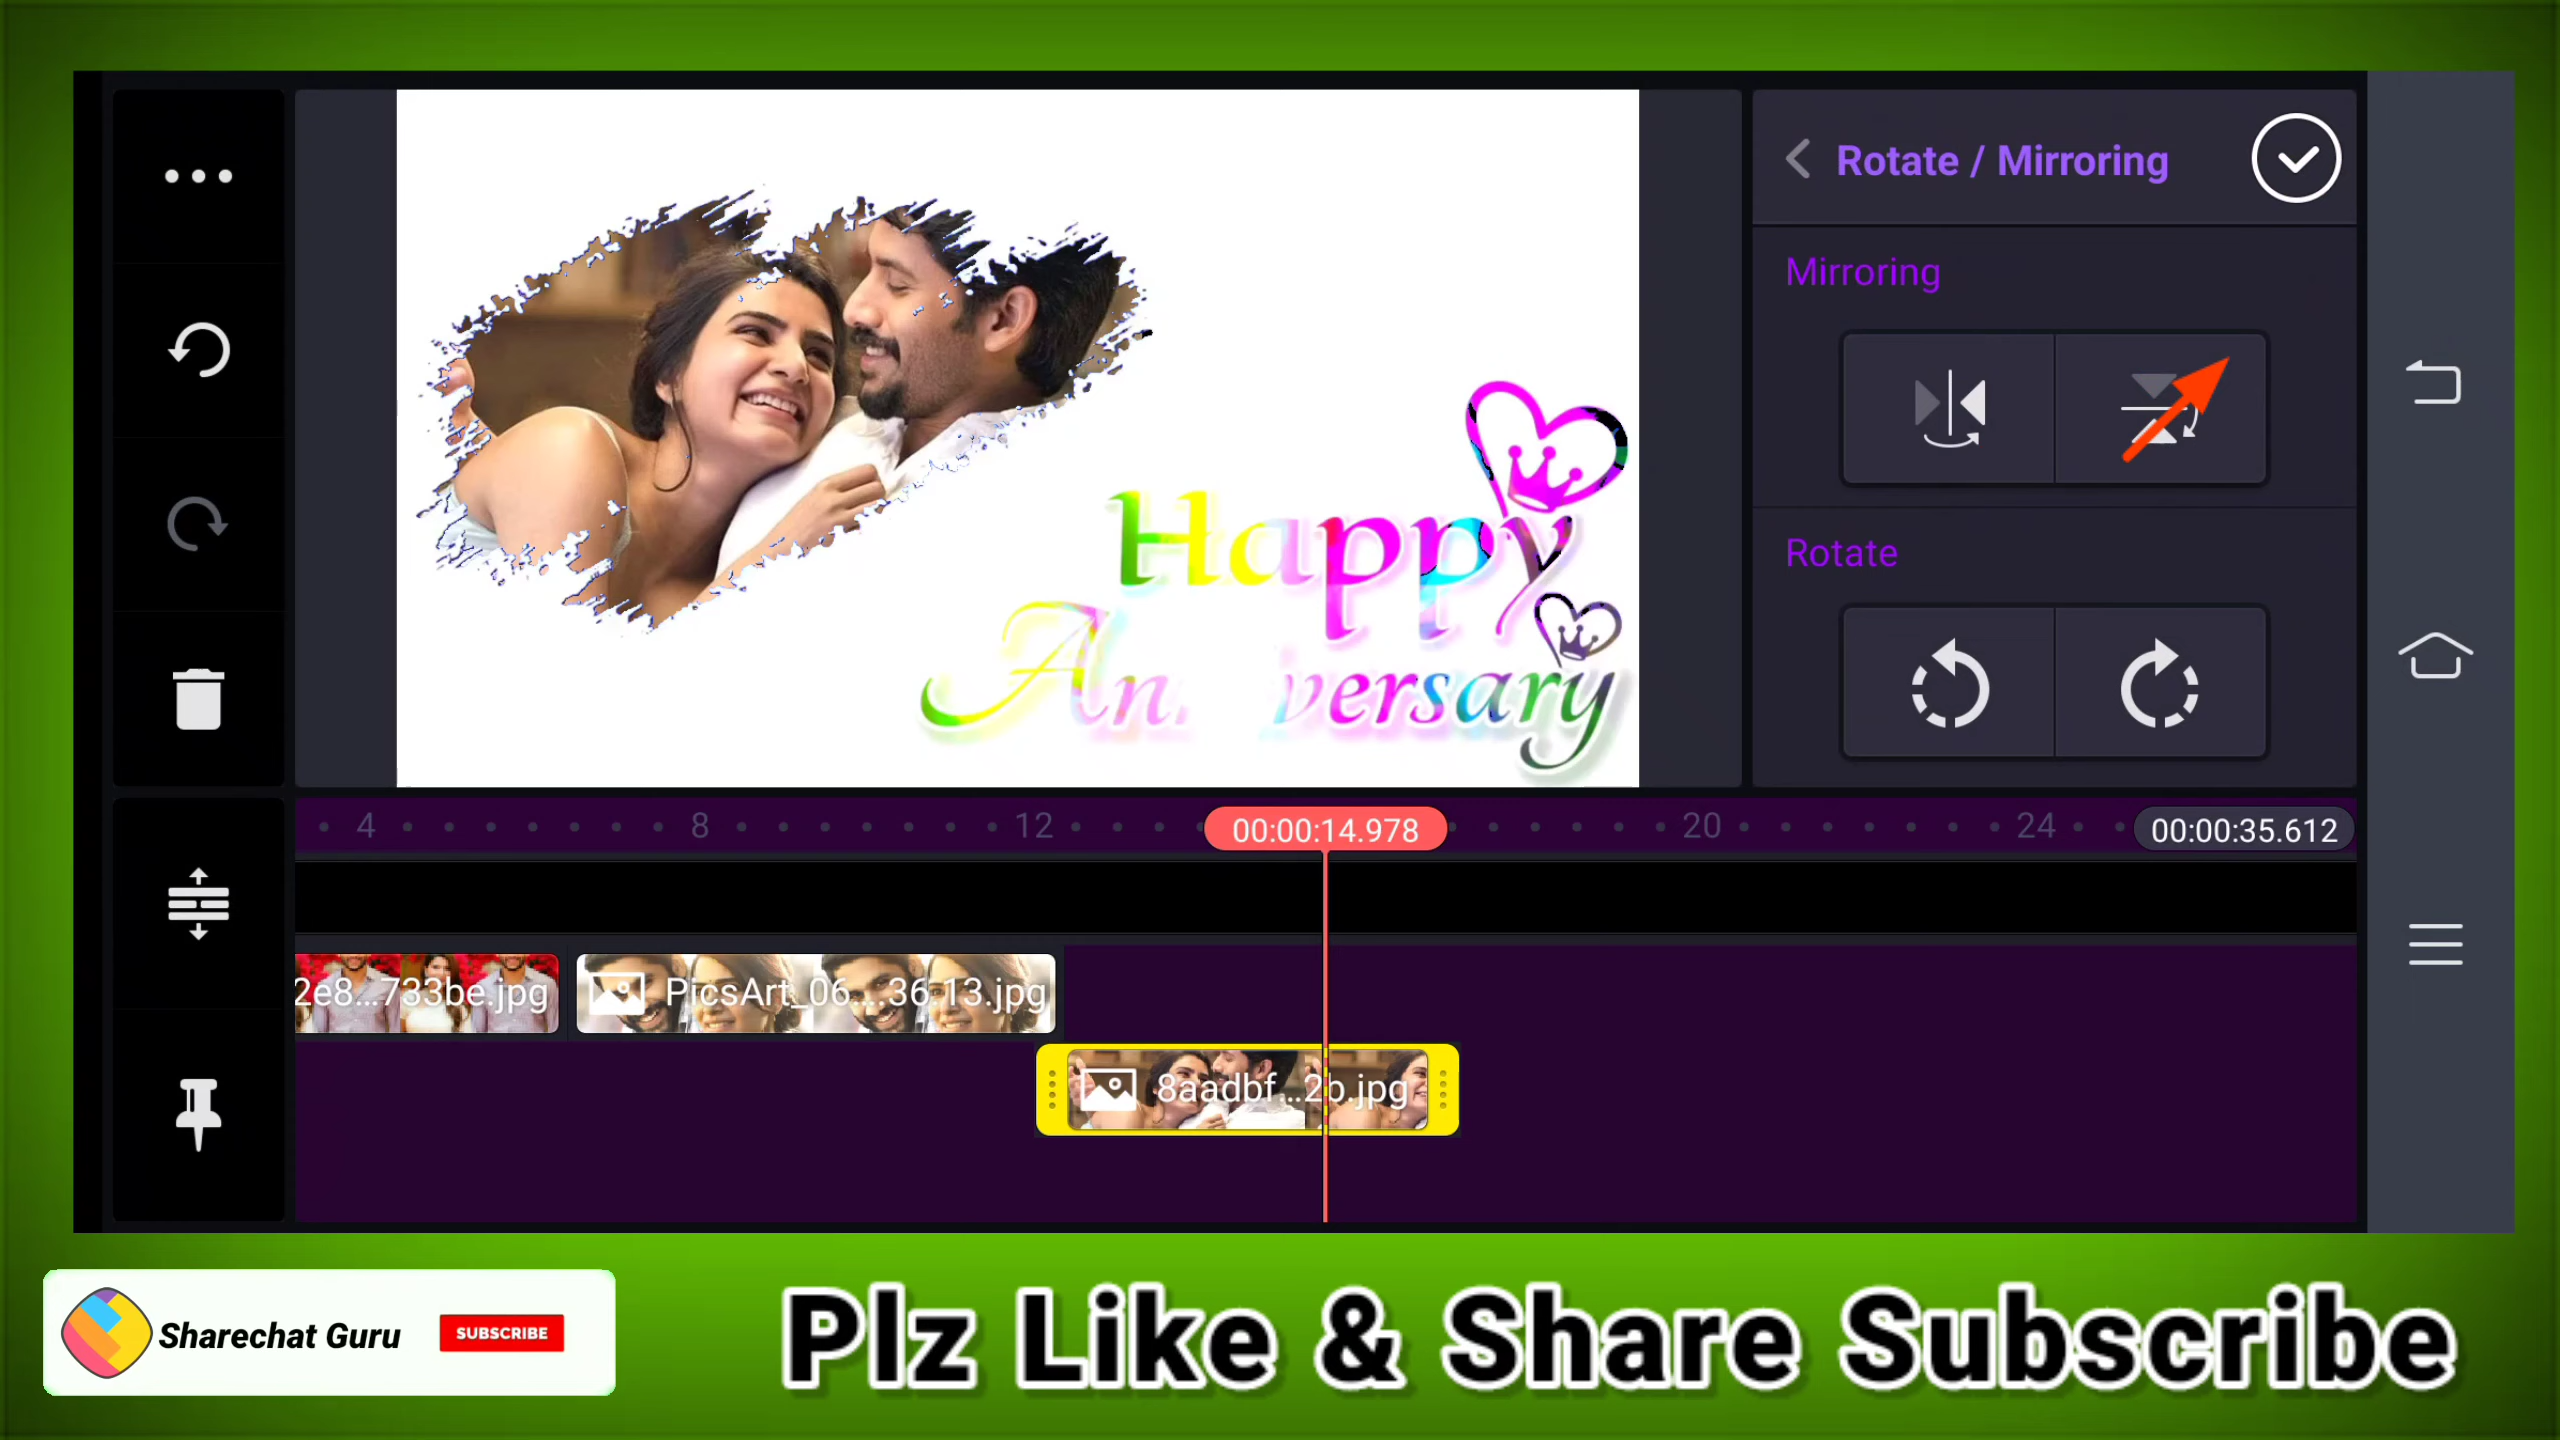 Rotate / Mirroring
Mirroring
Happy
Anniversary
Rotate
4
8
12
00:00:14.978
20
24
00:00:35.612
2e8...733be.jpg
PicsArt_06....36.13.jpg
8aadbf...2b.jpg
Sharechat Guru
SUBSCRIBE
Plz Like & Share Subscribe